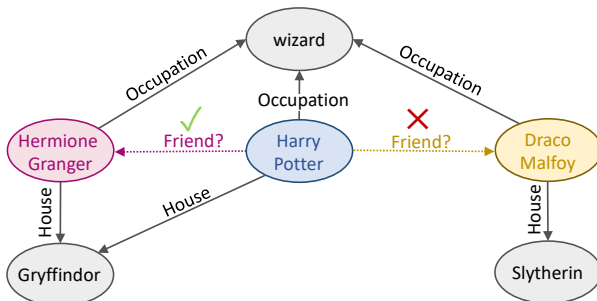 wizard
Occupation
Occupation
Occupation
Hermione
Granger
Friend?
Harry
Potter
Friend?
Draco
Malfoy
House
House
House
Gryffindor
Slytherin